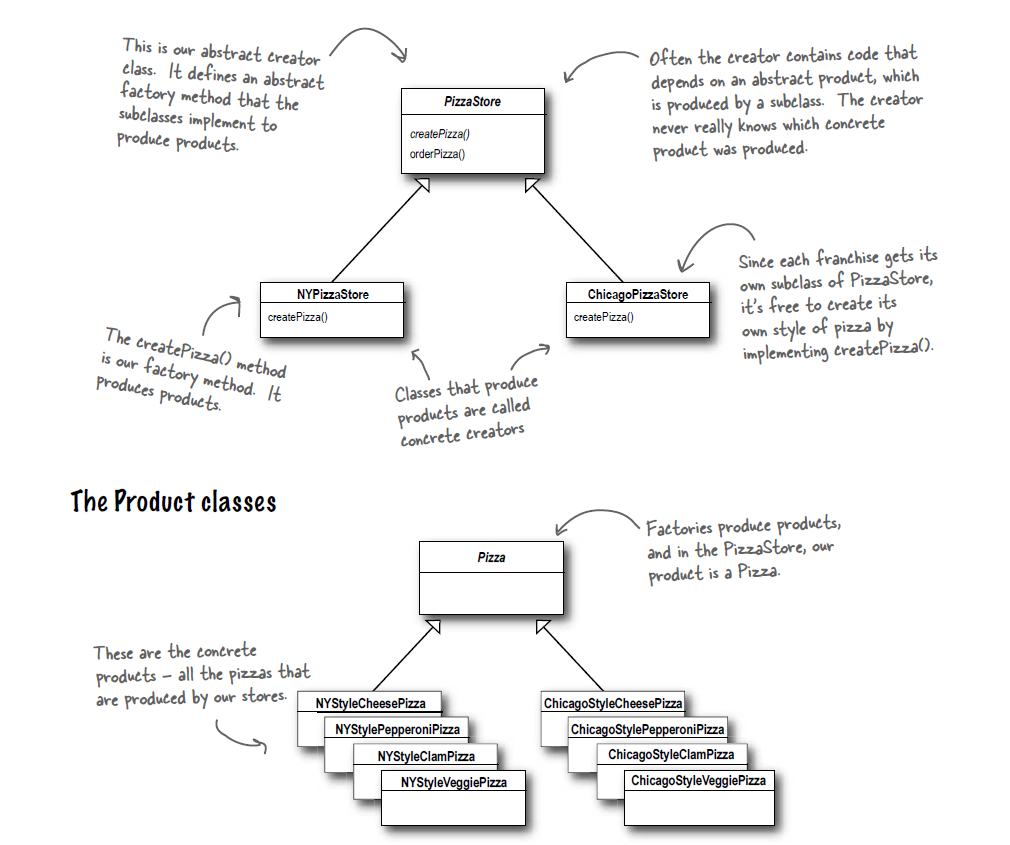 This is our abstract creator
class. It defines an abstract
factory method that the
subclasses implement to
produce products.
Often the creator contains code that
depends on an abstract product, which
is produced by a subclass. The creator
never really knows which concrete
product was produced.
PizzaStore
createPizza()
orderPizza()
NYPizzaStore
createPizza()
ChicagoPizzaStore
createPizza()
Since each franchise gets its
own subclass of PizzaStore,
it's free to create its
own style of pizza by
implementing createPizza().
The createPizza() method
is our factory method. It
produces products.
Classes that produce
products are called
concrete creators
The Product classes
Pizza
Factories produce products,
and in the PizzaStore, our
product is a Pizza.
These are the concrete
products – all the pizzas that
are produced by our stores.
NYStyleCheesePizza
NYStylePepperoniPizza
NYStyleClamPizza
NYStyleVeggiePizza
ChicagoStyleCheesePizza
ChicagoStylePepperoniPizza
ChicagoStyleClamPizza
ChicagoStyleVeggiePizza